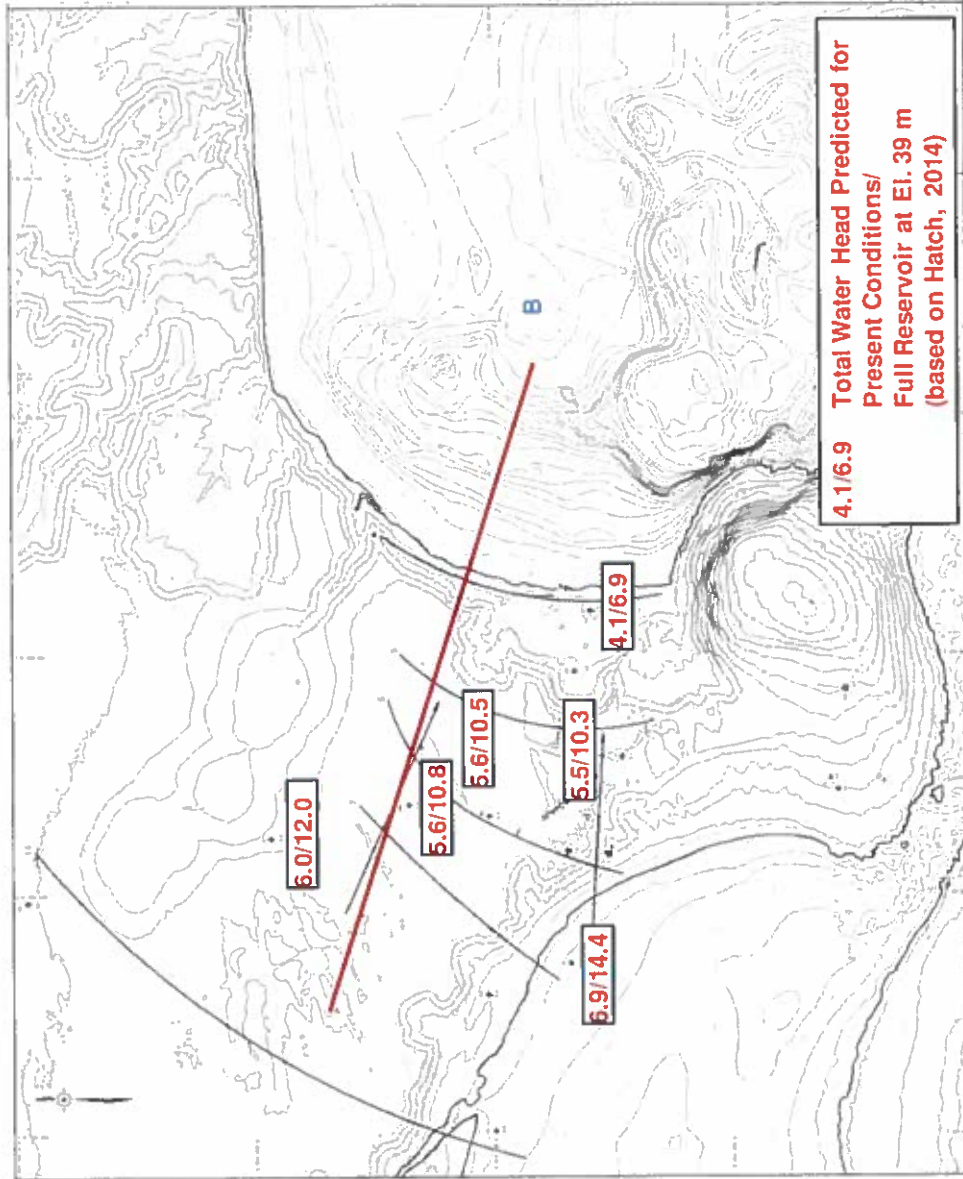 B
6.0/12.0
5.6/10.8
5.6/10.5
5.5/10.3
4.1/6.9
6.9/14.4
4.1/6.9 Total Water Head Predicted for
Present Conditions/
Full Reservoir at El. 39 m
(based on Hatch, 2014)